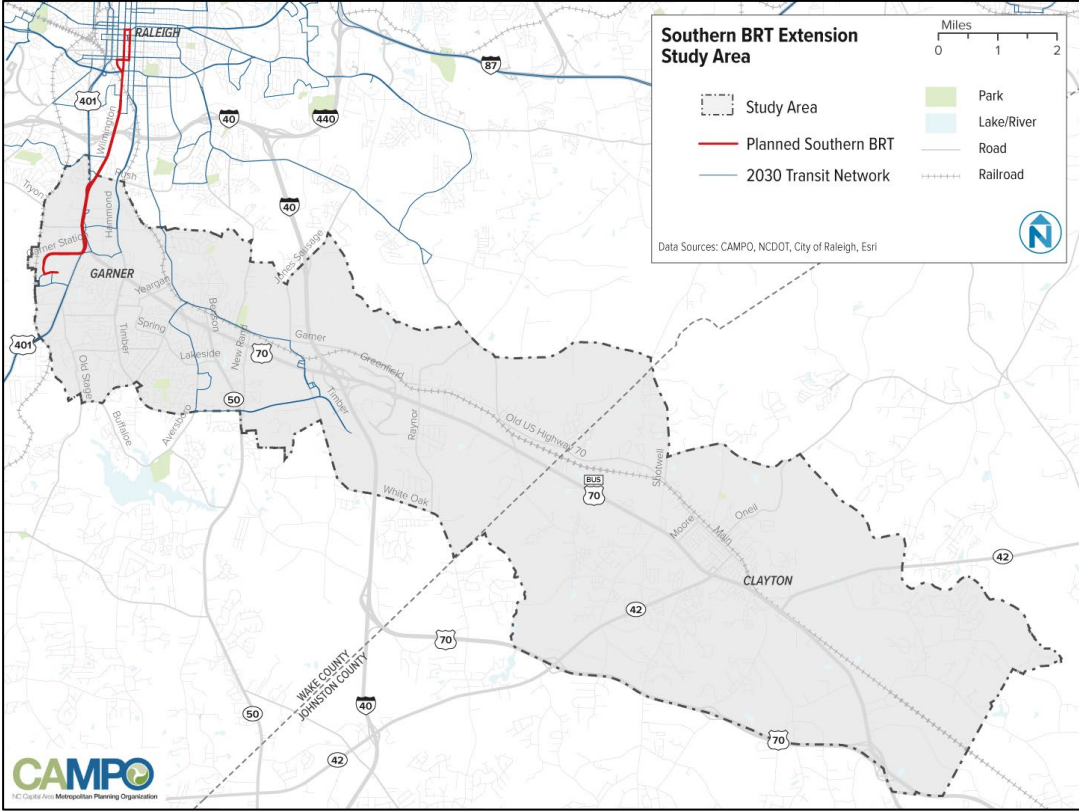 RALEIGH
87
401
40
440
Wilmington
Southern BRT Extension
Study Area
Miles
0 1 2
Study Area
Planned Southern BRT
2030 Transit Network
Park
Lake/River
Road
Railroad
N
Data Sources: CAMPO, NCDOT, City of Raleigh, Esri
Rush
Tryon
Hammond
40
Garner Station
GARNER
Jones Sausage
Yeargan
Benson
Spring
Timber
New Rand
Garner
401
Lakeside
70
Greenfield
Old Stage
50
Timber
Buffaloe
Aversboro
Raynor
Old US Highway 70
Shotwell
BUS
70
White Oak
Moore
Main
Oneil
42
CLAYTON
42
70
WAKE COUNTY
JOHNSTON COUNTY
40
50
70
42
CAMPO
NC Capital Area Metropolitan Planning Organization